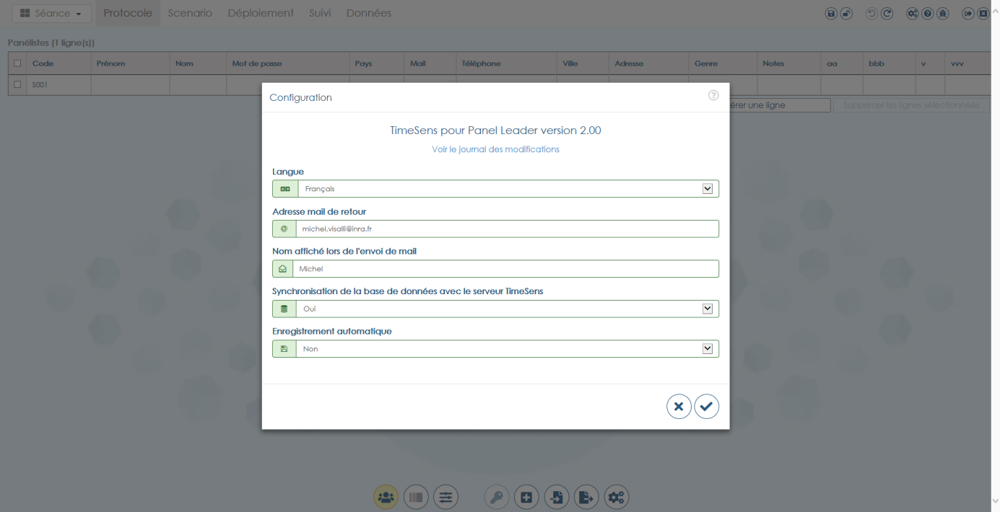 Séance
Protocole
Scenario
Déploiement
Suivi
Données
Panélistes (1 ligne(s))
Code Prénom Nom Mot de passe Pays Mail Téléphone Ville Adresse Genre Notes aa bbb v vvv
S001
érer une ligne
Supprimer les lignes sélectionnées
Configuration
?
TimeSens pour Panel Leader version 2.00
Voir le journal des modifications
Langue
Français
Adresse mail de retour
@ michel.visalli@inra.fr
Nom affiché lors de l'envoi de mail
Michel
Synchronisation de la base de données avec le serveur TimeSens
Oui
Enregistrement automatique
Non